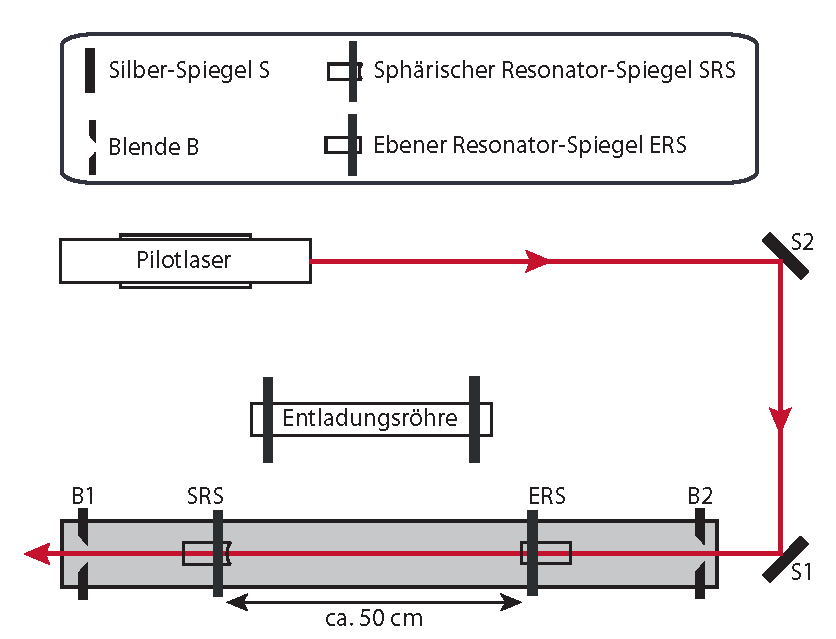 Silber-Spiegel S
Sphärischer Resonator-Spiegel SRS
Blende B
Ebener Resonator-Spiegel ERS
S2
Pilotlaser
Entladungsröhre
B1
SRS
ERS
B2
S1
ca. 50 cm